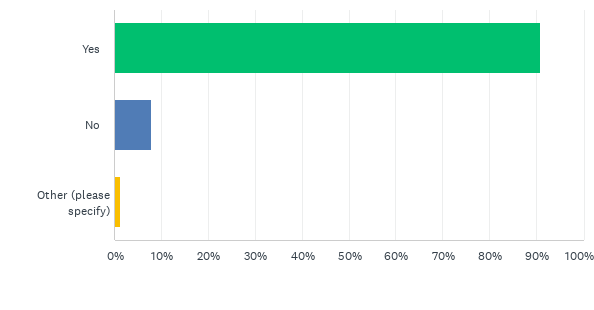 Yes
No
Other (please
specify)
0% 10% 20% 30% 40% 50% 60% 70% 80% 90% 100%